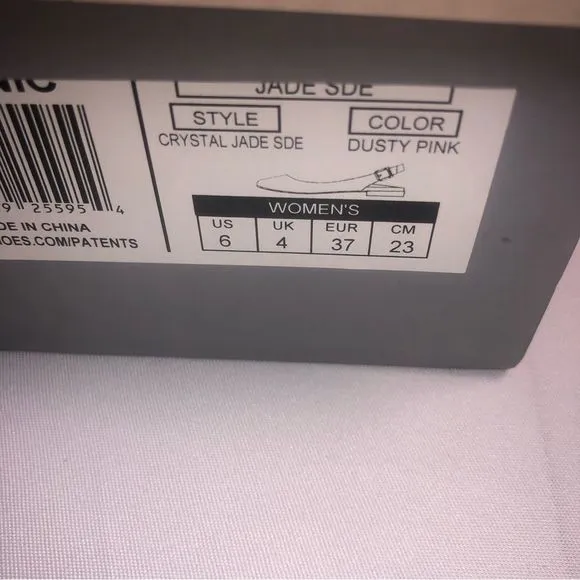 NIC
9 25595 4
DE IN CHINA
OES.COM/PATENTS
JADE SDE
STYLE
CRYSTAL JADE SDE
COLOR
DUSTY PINK
WOMEN'S
US UK EUR CM
6 4 37 23